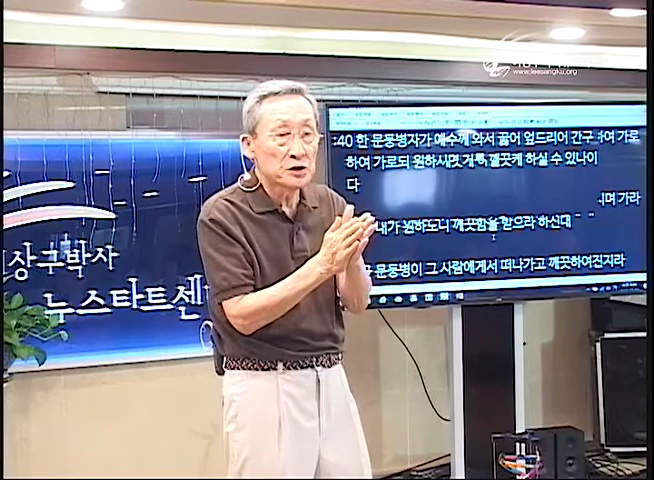 www.leesangku.org
:40 한 문둥병자가 예수께 와서 꿇어 엎드리어 간구
하여 가로되 원하시면 저를 깨끗케 하실 수 있나이
다
내가 원하노니 깨끗함을 받으라 하신대
문둥병이 그 사람에게서 떠나가고 깨끗하여진지라
상구박사
뉴스타트센